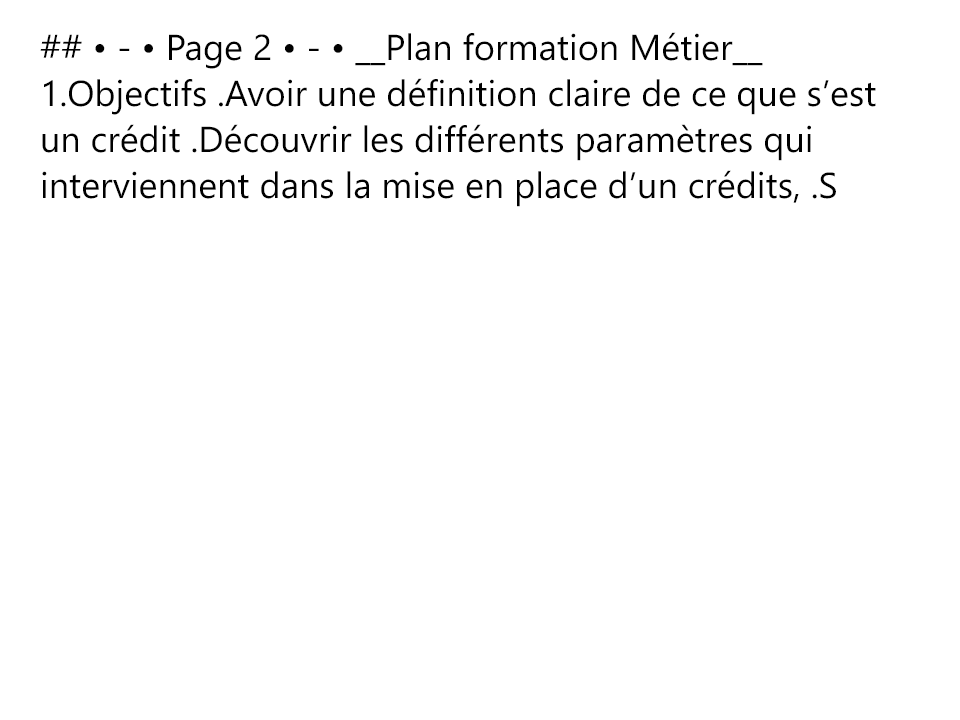 ## • - • Page 2 • - • __Plan formation Métier__
1.Objectifs .Avoir une définition claire de ce que s’est
un crédit .Découvrir les différents paramètres qui
interviennent dans la mise en place d’un crédits, .S